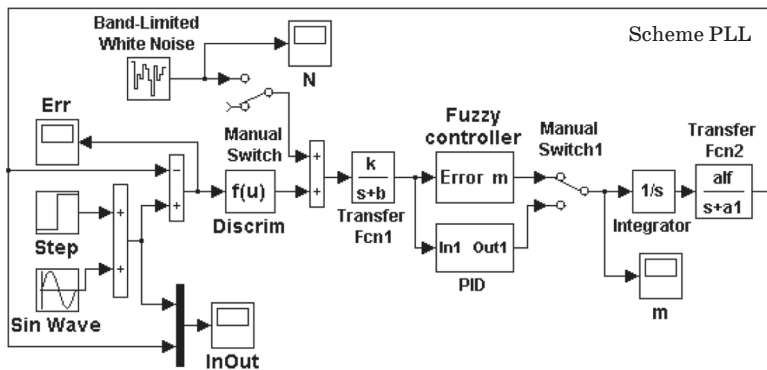 Band-Limited
White Noise
Scheme PLL
N
Err
Manual
Switch
Fuzzy
controller
Manual
Switch1
Transfer
Fcn2
−
+
+
+
k
s+b
Error m
1/s
alf
s+a1
Step
+
+
f(u)
+
Discrim
Transfer
Fcn1
In1 Out1
Integrator
PID
Sin Wave
InOut
m